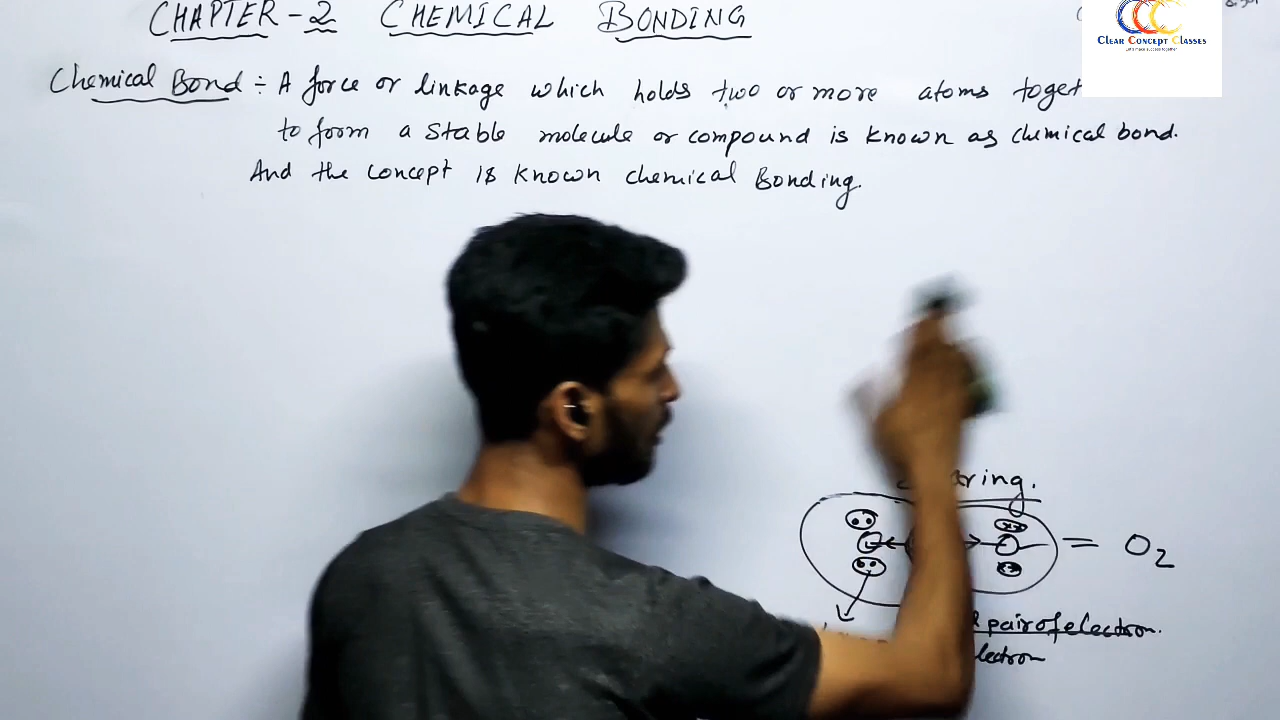 CHAPTER-2 CHEMICAL BONDING
CLEAR CONCEPT CLASSES
Chemical Bond ÷ A force or linkage which holds two or more atoms toget
to form a stable molecule or compound is known as chemical bond.
And the concept is known chemical Bonding.
aring.
= O2
pair of electron.
lectron